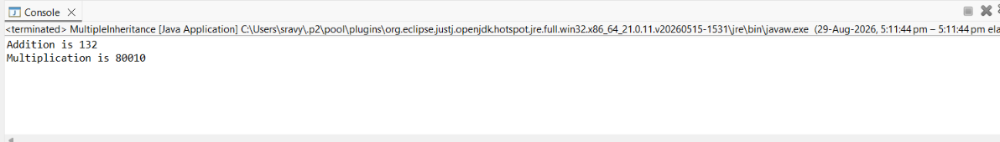 Console
<terminated> MultipleInheritance [Java Application] C:\Users\sravy\.p2\pool\plugins\org.eclipse.justj.openjdk.hotspot.jre.full.win32.x86_64_21.0.11.v20260515-1531\jre\bin\javaw.exe (29-Aug-2026, 5:11:44 pm – 5:11:44 pm ela
Addition is 132
Multiplication is 80010